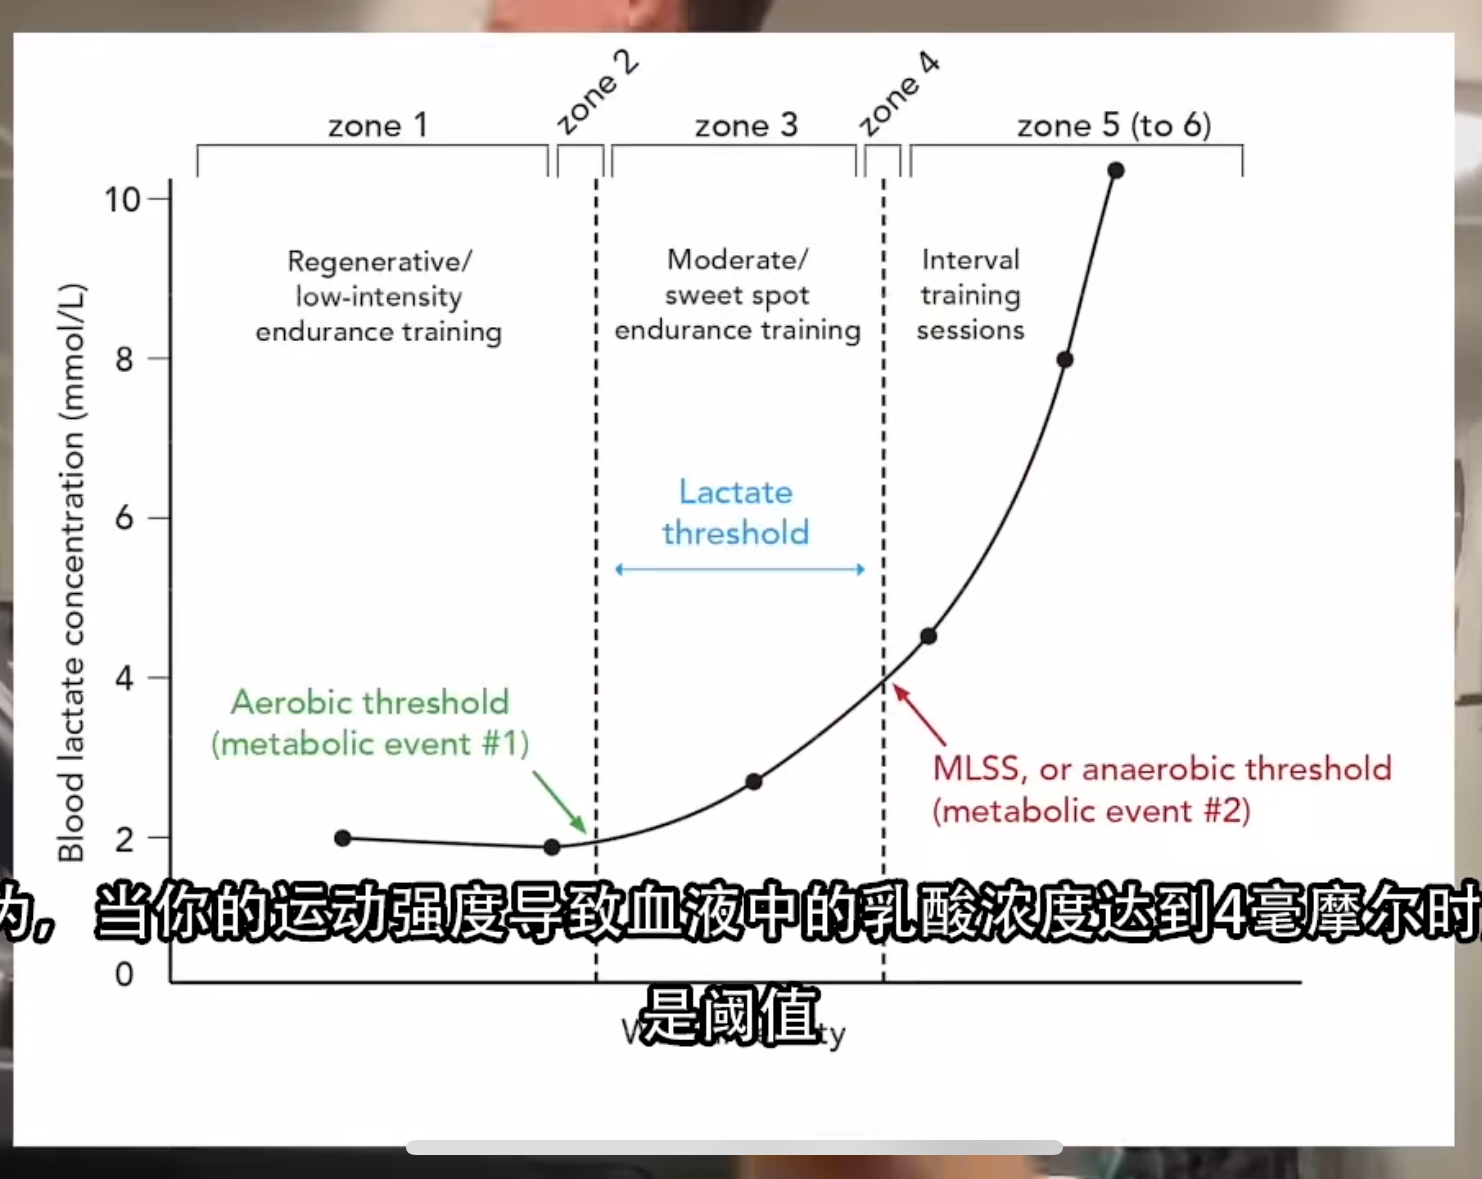 zone 1
zone 2
zone 3
zone 4
zone 5 (to 6)
10
8
6
4
2
0
Blood lactate concentration (mmol/L)
Regenerative/
low-intensity
endurance training
Moderate/
sweet spot
endurance training
Interval
training
sessions
Lactate
threshold
Aerobic threshold
(metabolic event #1)
MLSS, or anaerobic threshold
(metabolic event #2)
当你的运动强度导致血液中的乳酸浓度达到4毫摩尔时
是阈值